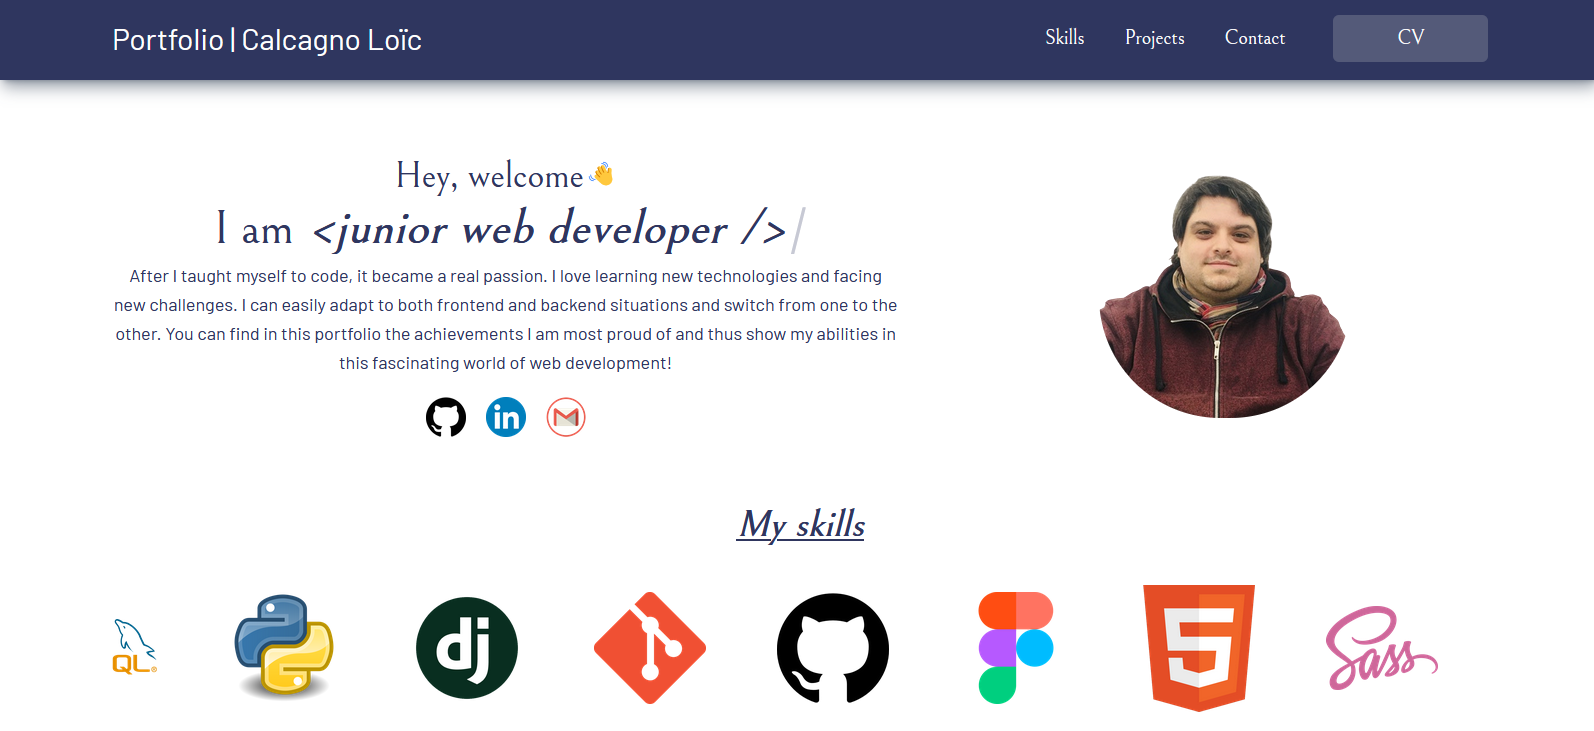 Portfolio | Calcagno Loïc
Skills
Projects
Contact
CV
Hey, welcome
I am <junior web developer />|
After I taught myself to code, it became a real passion. I love learning new technologies and facing
new challenges. I can easily adapt to both frontend and backend situations and switch from one to the
other. You can find in this portfolio the achievements I am most proud of and thus show my abilities in
this fascinating world of web development!
in
My skills
QL
dj
5
Sass